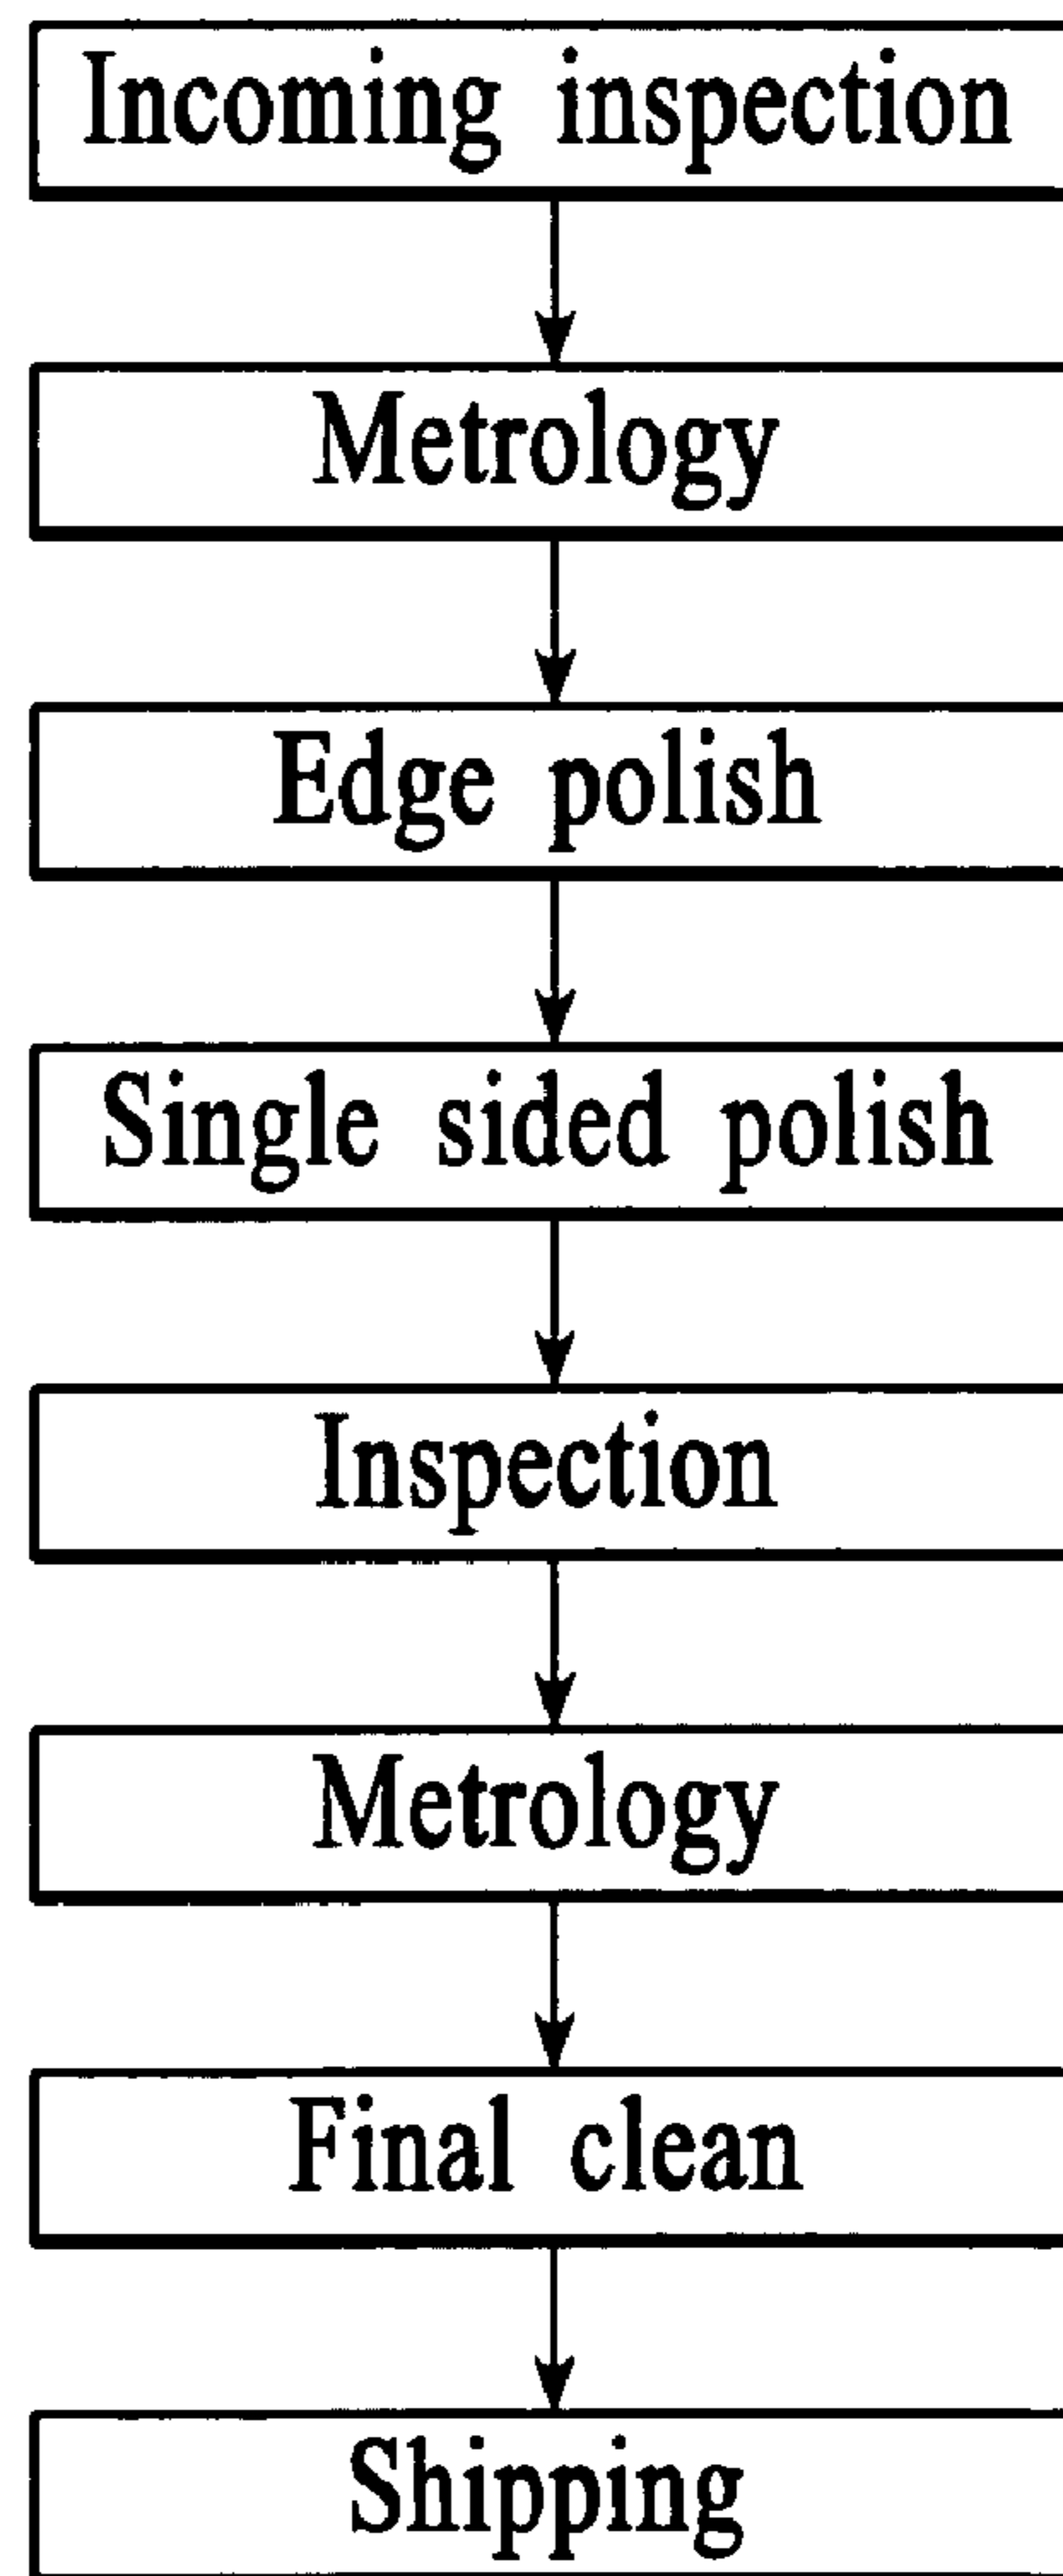 Incoming inspection
Metrology
Edge polish
Single sided polish
Inspection
Metrology
Final clean
Shipping